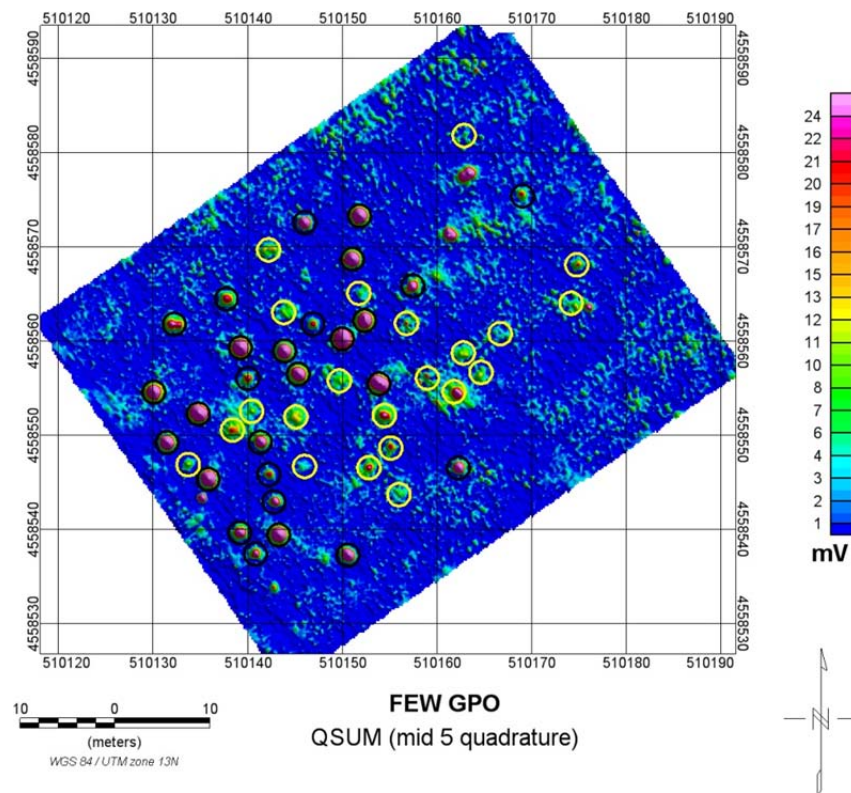 510120 510130 510140 510150 510160 510170 510180 510190
4558590 4558590
4558580 4558580
24
22
4558570 4558570
21
20
19
17
4558560 4558560
16
14
13
12
4558550 4558550
11
10
8
7
4558540 4558540
6
5
4
2
4558530 4558530
1
mV
510120 510130 510140 510150 510160 510170 510180 510190
10 0 10
(meters)
WGS 84 / UTM zone 13N
FEW GPO
QSUM (mid 5 quadrature)
N